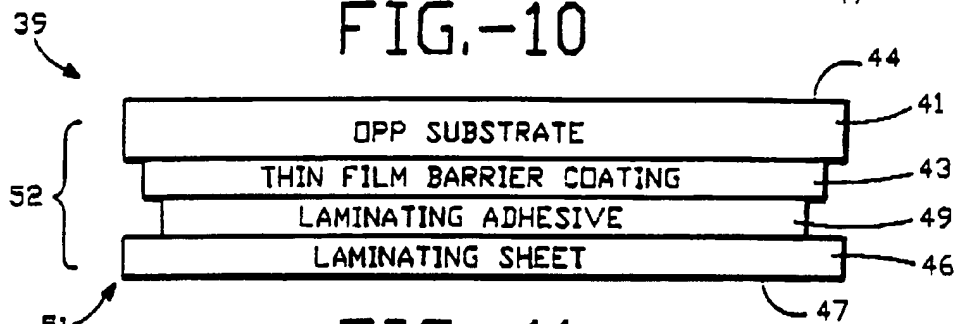 FIG.-10
39
44
41
OPP SUBSTRATE
THIN FILM BARRIER COATING
43
52
LAMINATING ADHESIVE
49
LAMINATING SHEET
46
47